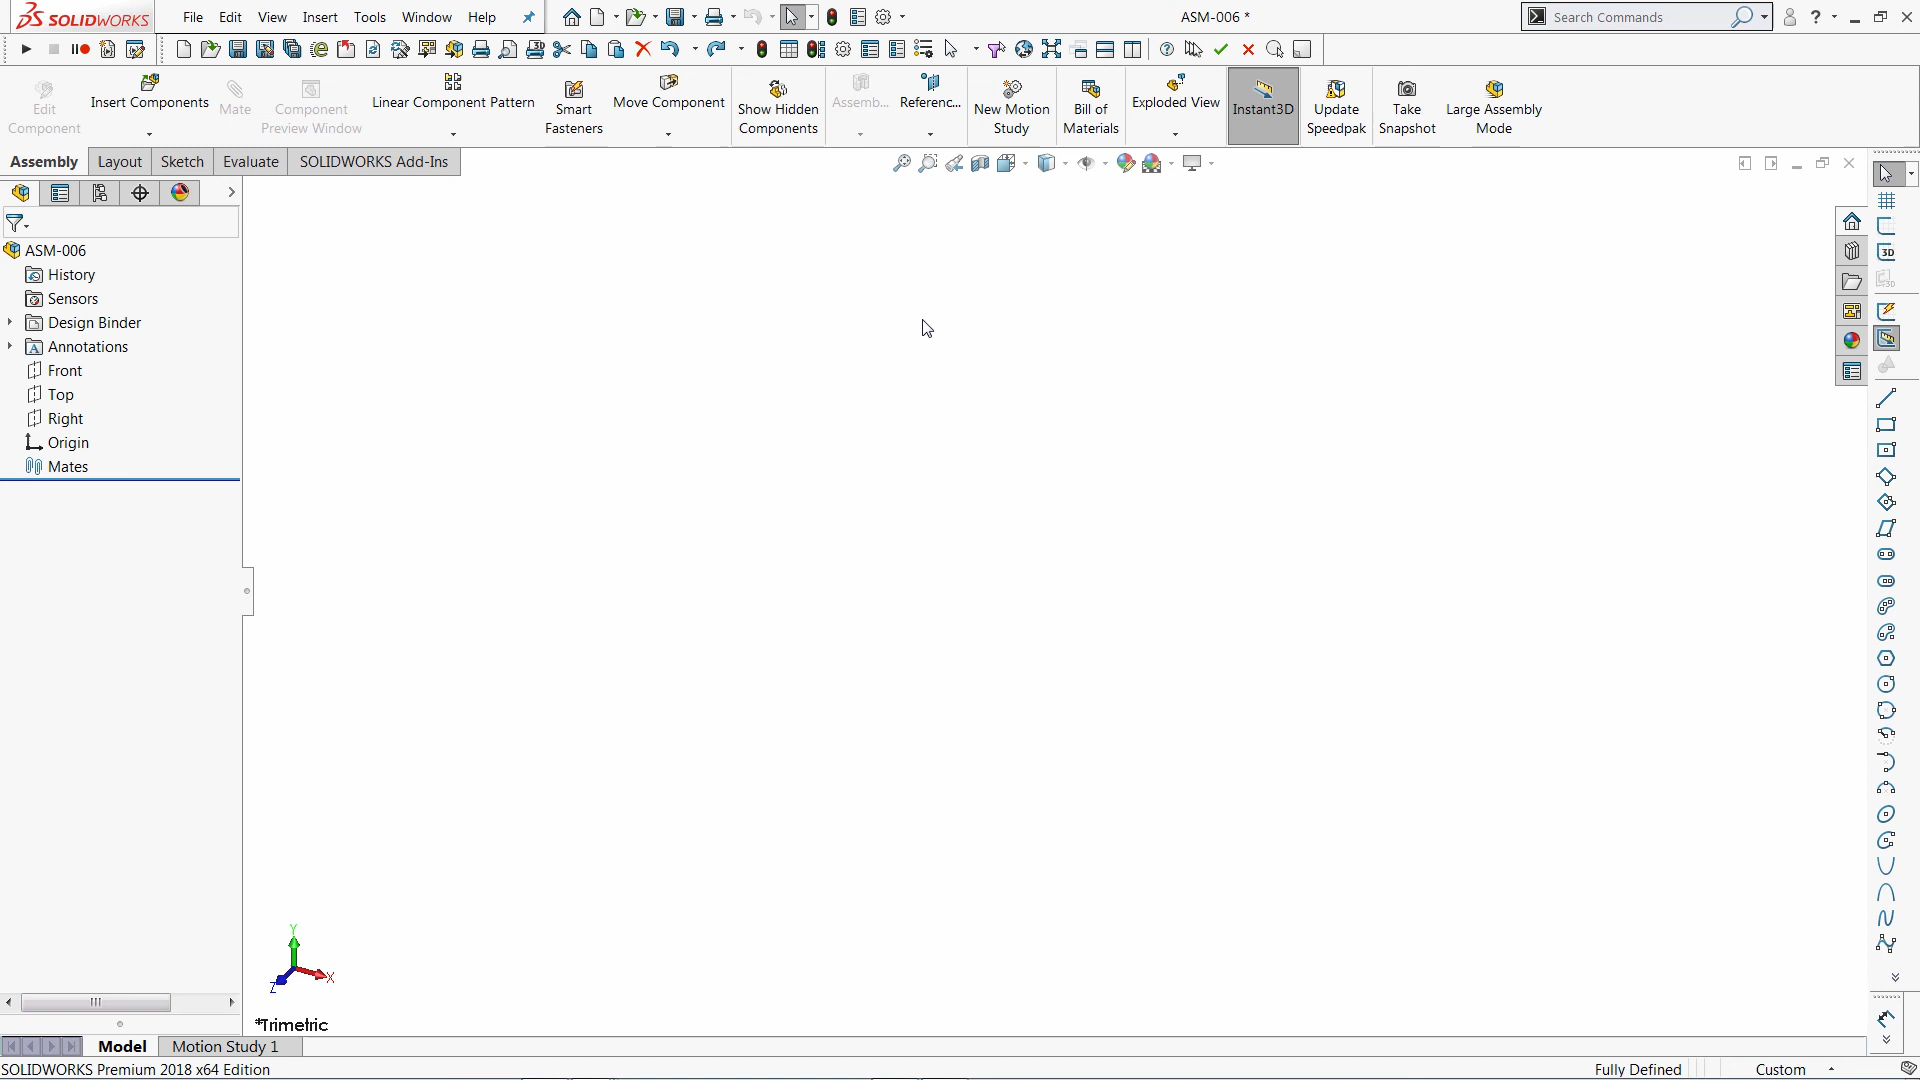 SOLIDWORKS
File Edit View Insert Tools Window Help
ASM-006 *
Search Commands
Edit Component
Insert Components
Mate
Component Preview Window
Linear Component Pattern
Smart Fasteners
Move Component
Show Hidden Components
Assemb...
Referenc...
New Motion Study
Bill of Materials
Exploded View
Instant3D
Update Speedpak
Take Snapshot
Large Assembly Mode
Assembly Layout Sketch Evaluate SOLIDWORKS Add-Ins
ASM-006
History
Sensors
Design Binder
Annotations
Front
Top
Right
Origin
Mates
3D
Y
X
Z
*Trimetric
Model Motion Study 1
SOLIDWORKS Premium 2018 x64 Edition
Fully Defined
Custom